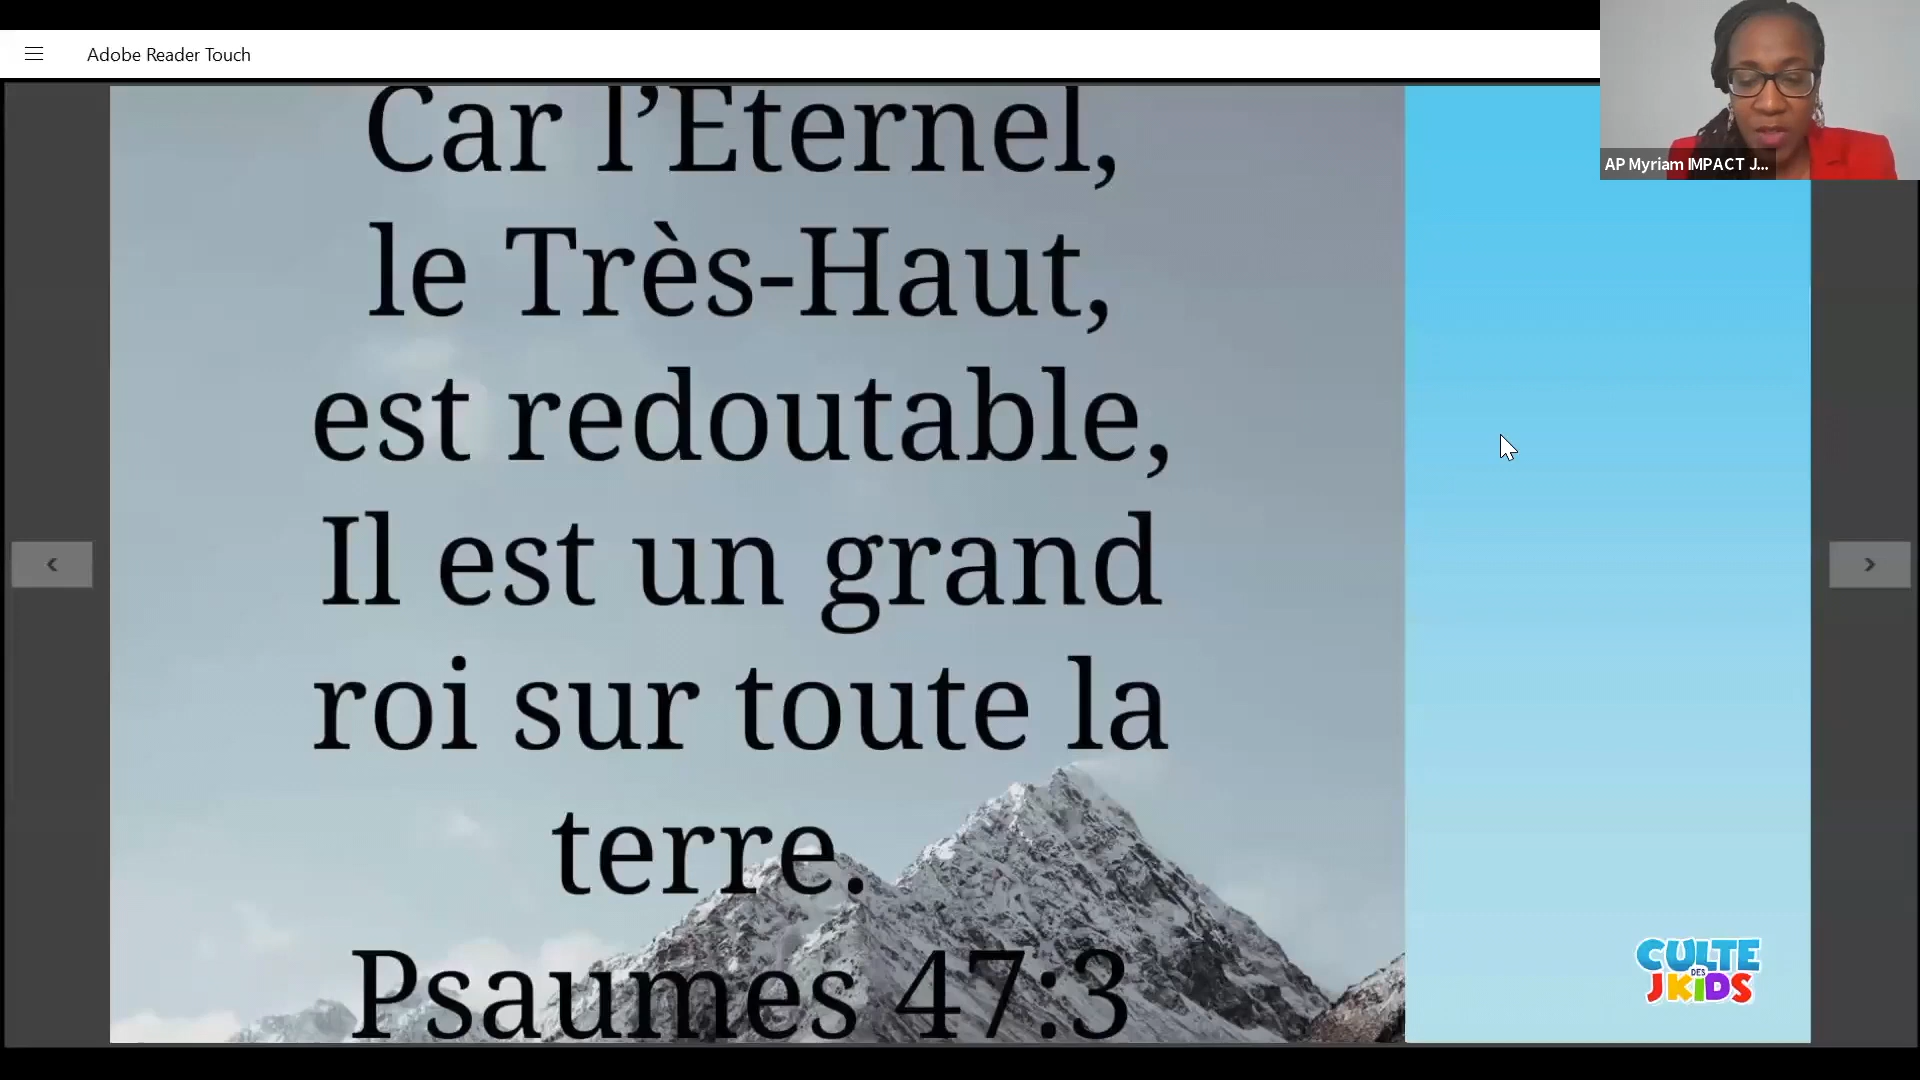 Adobe Reader Touch
AP Myriam IMPACT J...
Car l’Eternel,
le Très-Haut,
est redoutable,
Il est un grand
roi sur toute la
terre.
Psaumes 47:3
CULTE
DES
JKIDS